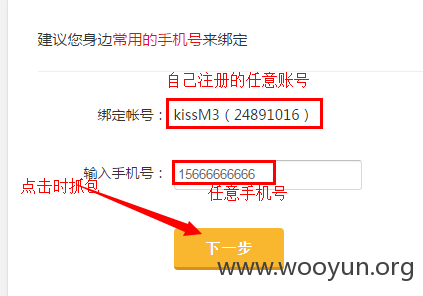 建议您身边常用的手机号来绑定
自己注册的任意账号
绑定帐号： kissM3（24891016）
输入手机号： 15666666666
点击时抓包
任意手机号
下一步
www.wooyun.org